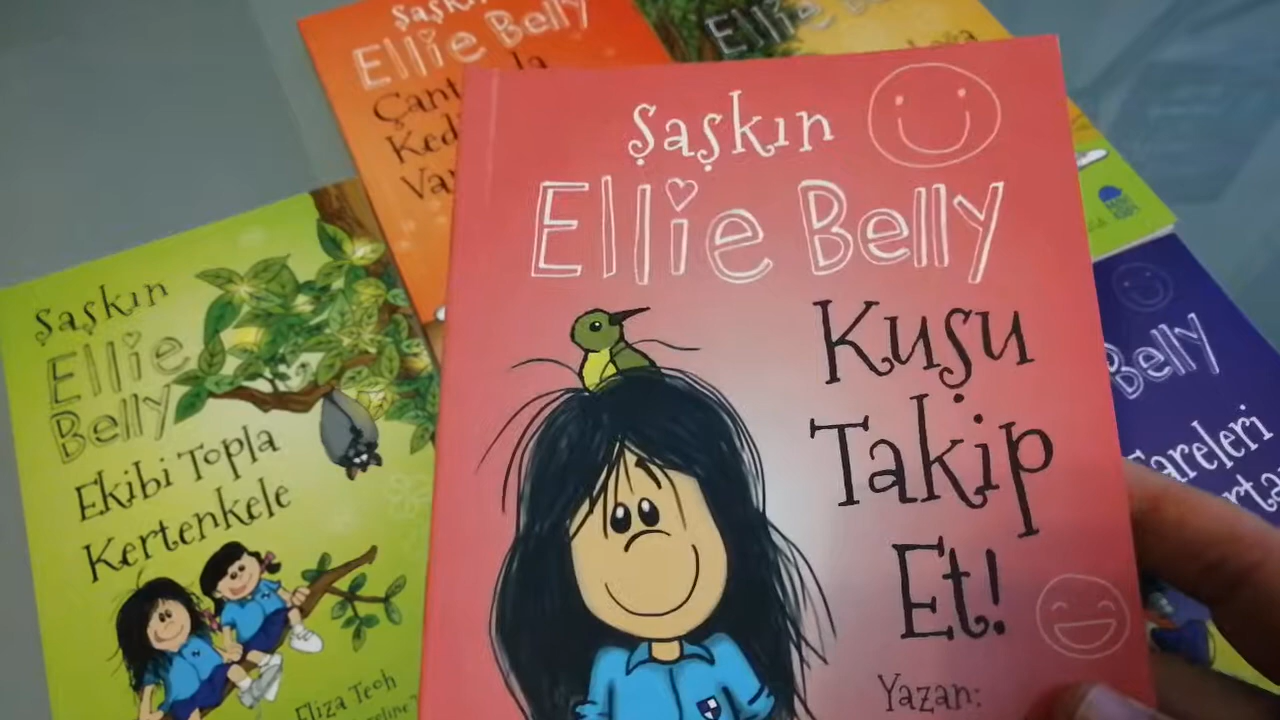 Şaşkın
Ellie Belly
Kuşu
Takip
Et!
Yazan:
Şaşkın
Ellie
Belly
Ekibi Topla
Kertenkele
Eliza Teoh
Şaşkın
Ellie Belly
Ellie
Belly